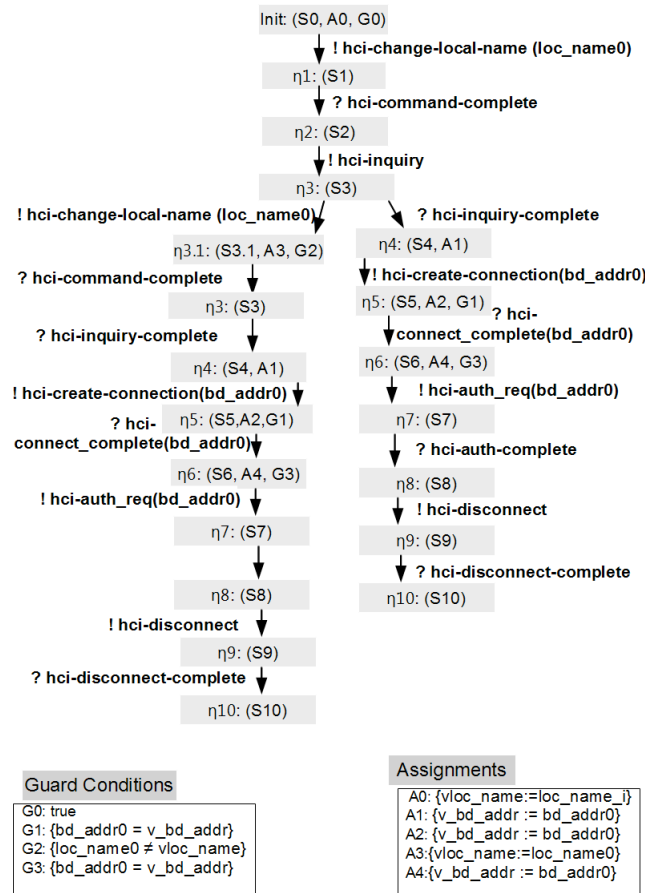 Init: (S0, A0, G0)
! hci-change-local-name (loc_name0)
η1: (S1)
? hci-command-complete
η2: (S2)
! hci-inquiry
η3: (S3)
! hci-change-local-name (loc_name0)
η3.1: (S3.1, A3, G2)
? hci-command-complete
η3: (S3)
? hci-inquiry-complete
η4: (S4, A1)
! hci-create-connection(bd_addr0)
η5: (S5,A2,G1)
? hci-
connect_complete(bd_addr0)
η6: (S6, A4, G3)
! hci-auth_req(bd_addr0)
η7: (S7)
η8: (S8)
! hci-disconnect
η9: (S9)
? hci-disconnect-complete
η10: (S10)
? hci-inquiry-complete
η4: (S4, A1)
! hci-create-connection(bd_addr0)
η5: (S5, A2, G1)
? hci-
connect_complete(bd_addr0)
η6: (S6, A4, G3)
! hci-auth_req(bd_addr0)
η7: (S7)
? hci-auth-complete
η8: (S8)
! hci-disconnect
η9: (S9)
? hci-disconnect-complete
η10: (S10)
Guard Conditions
G0: true
G1: {bd_addr0 = v_bd_addr}
G2: {loc_name0 ≠ vloc_name}
G3: {bd_addr0 = v_bd_addr}
Assignments
A0: {vloc_name:=loc_name_i}
A1: {v_bd_addr := bd_addr0}
A2: {v_bd_addr := bd_addr0}
A3:{vloc_name:=loc_name0}
A4:{v_bd_addr := bd_addr0}